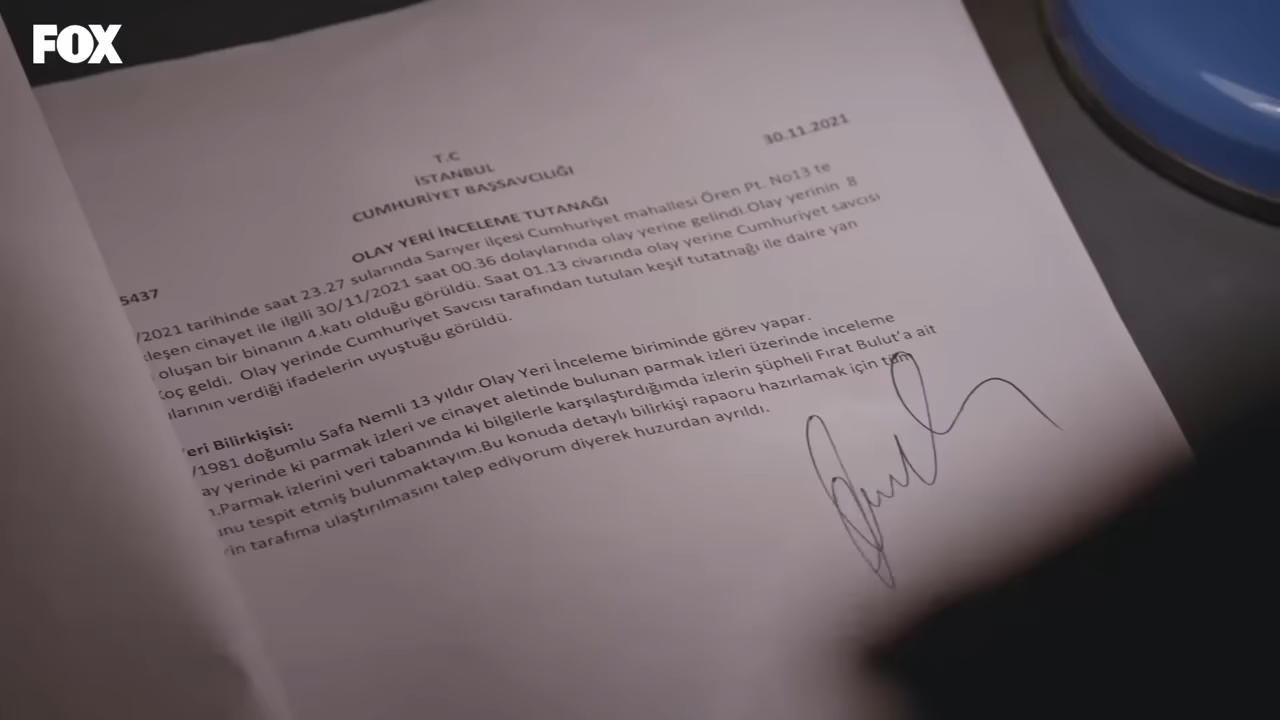 FOX
30.11.2021
T.C
İSTANBUL
CUMHURİYET BAŞSAVCILIĞI
OLAY YERİ İNCELEME TUTANAĞI
5437
/2021 tarihinde saat 23.27 sularında Sarıyer ilçesi Cumhuriyet mahallesi Ören Pt. No13 te
kleşen cinayet ile ilgili 30/11/2021 saat 00.36 dolaylarında olay yerine gelindi.Olay yerinin 8
oluşan bir binanın 4.katı olduğu görüldü. Saat 01.13 civarında olay yerine Cumhuriyet savcısı
Koç geldi. Olay yerinde Cumhuriyet Savcısı tarafından tutulan keşif tutatnağı ile daire yan
ılarının verdiği ifadelerin uyuştuğu görüldü.
eri Bilirkişisi:
/1981 doğumlu Safa Nemli 13 yıldır Olay Yeri İnceleme biriminde görev yapar.
ay yerinde ki parmak izleri ve cinayet aletinde bulunan parmak izleri üzerinde inceleme
.Parmak izlerini veri tabanında ki bilgilerle karşılaştırdığımda izlerin şüpheli Fırat Bulut'a ait
unu tespit etmiş bulunmaktayım.Bu konuda detaylı bilirkişi rapaoru hazırlamak için tüm
rin tarafıma ulaştırılmasını talep ediyorum diyerek huzurdan ayrıldı.